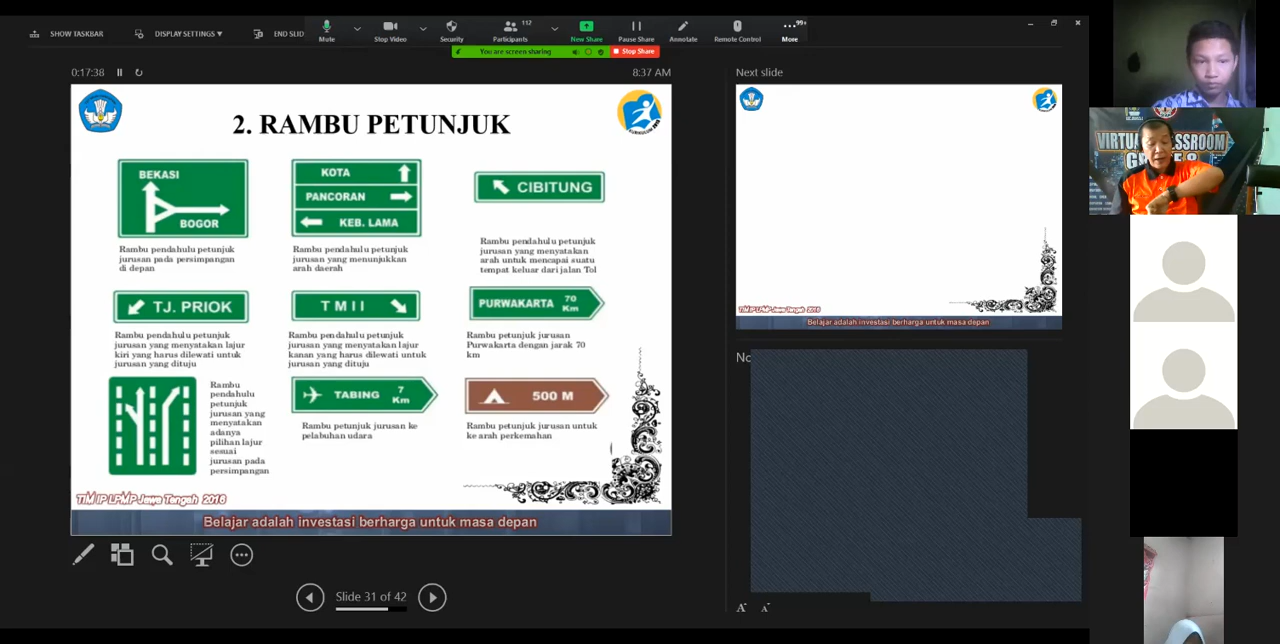 SHOW TASKBAR
DISPLAY SETTINGS ▼
END SLID
Mute
Stop Video
Security
Participants
112
New Share
Pause Share
Annotate
Remote Control
More
99+
You are screen sharing
Stop Share
0:17:38
8:37 AM
2. RAMBU PETUNJUK
BEKASI
BOGOR
Rambu pendahulu petunjuk
jurusan pada persimpangan
di depan
KOTA
PANCORAN
KEB. LAMA
Rambu pendahulu petunjuk
jurusan yang menunjukkan
arah daerah
CIBITUNG
Rambu pendahulu petunjuk
jurusan yang menyatakan
arah untuk mencapai suatu
tempat keluar dari jalan Tol
TJ. PRIOK
Rambu pendahulu petunjuk
jurusan yang menyatakan lajur
kiri yang harus dilewati untuk
jurusan yang dituju
T M I I
Rambu pendahulu petunjuk
jurusan yang menyatakan lajur
kanan yang harus dilewati untuk
jurusan yang dituju
PURWAKARTA 70 Km
Rambu petunjuk jurusan
Purwakarta dengan jarak 70
km
Rambu
pendahulu
petunjuk
jurusan yang
menyatakan
adanya
pilihan lajur
sesuai
jurusan pada
persimpangan
TABING 7 Km
Rambu petunjuk jurusan ke
pelabuhan udara
500 M
Rambu petunjuk jurusan untuk
ke arah perkemahan
TIM IP LPMP Jawa Tengah 2016
Belajar adalah investasi berharga untuk masa depan
Slide 31 of 42
Next slide
TIM IP LPMP Jawa Tengah 2016
Belajar adalah investasi berharga untuk masa depan
No
A A
VIRTUAL CLASSROOM